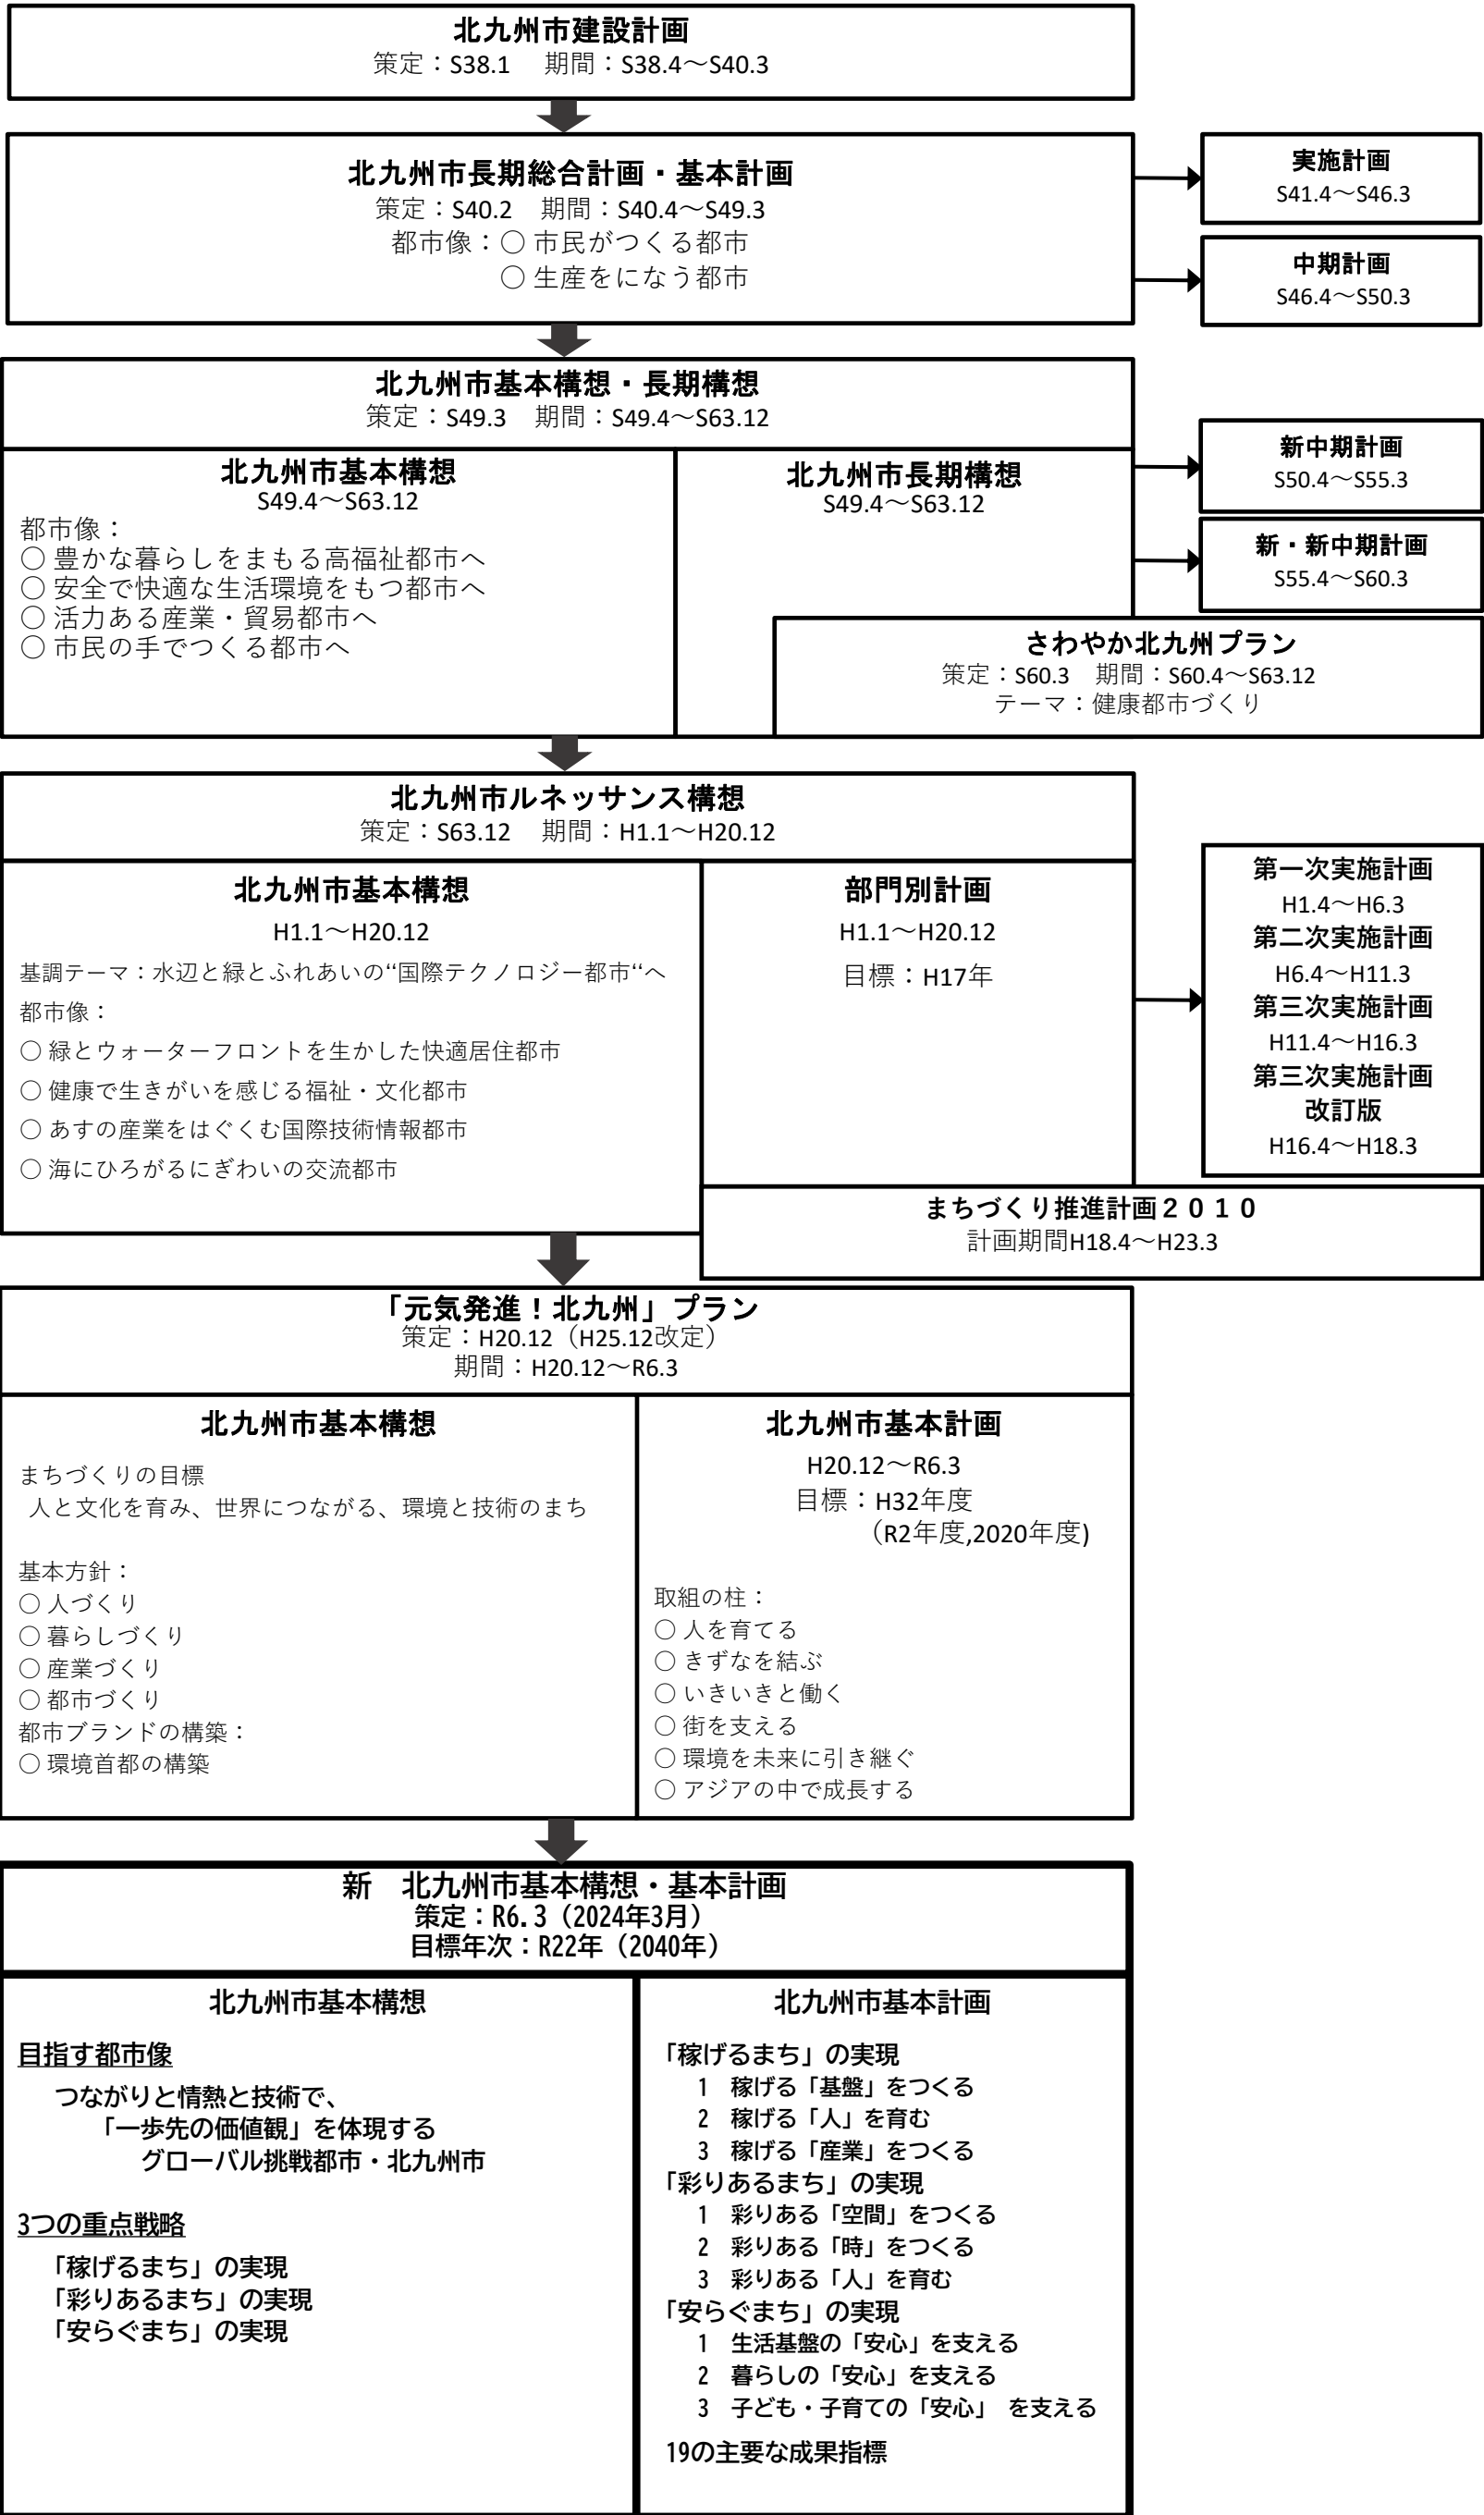 北九州市建設計画
策定：S38.1　期間：S38.4～S40.3
北九州市長期総合計画・基本計画
策定：S40.2　期間：S40.4～S49.3
都市像：○ 市民がつくる都市
○ 生産をになう都市
実施計画
S41.4～S46.3
中期計画
S46.4～S50.3
北九州市基本構想・長期構想
策定：S49.3　期間：S49.4～S63.12
北九州市基本構想
S49.4～S63.12
都市像：
○ 豊かな暮らしをまもる高福祉都市へ
○ 安全で快適な生活環境をもつ都市へ
○ 活力ある産業・貿易都市へ
○ 市民の手でつくる都市へ
北九州市長期構想
S49.4～S63.12
新中期計画
S50.4～S55.3
新・新中期計画
S55.4～S60.3
さわやか北九州プラン
策定：S60.3　期間：S60.4～S63.12
テーマ：健康都市づくり
北九州市ルネッサンス構想
策定：S63.12　期間：H1.1～H20.12
北九州市基本構想
H1.1～H20.12
基調テーマ：水辺と緑とふれあいの“国際テクノロジー都市“へ
都市像：
○ 緑とウォーターフロントを生かした快適居住都市
○ 健康で生きがいを感じる福祉・文化都市
○ あすの産業をはぐくむ国際技術情報都市
○ 海にひろがるにぎわいの交流都市
部門別計画
H1.1～H20.12
目標：H17年
第一次実施計画
H1.4～H6.3
第二次実施計画
H6.4～H11.3
第三次実施計画
H11.4～H16.3
第三次実施計画
改訂版
H16.4～H18.3
まちづくり推進計画２０１０
計画期間H18.4～H23.3
「元気発進！北九州」プラン
策定：H20.12（H25.12改定）
期間：H20.12～R6.3
北九州市基本構想
まちづくりの目標
人と文化を育み、世界につながる、環境と技術のまち
基本方針：
○ 人づくり
○ 暮らしづくり
○ 産業づくり
○ 都市づくり
都市ブランドの構築：
○ 環境首都の構築
北九州市基本計画
H20.12～R6.3
目標：H32年度
（R2年度,2020年度)
取組の柱：
○ 人を育てる
○ きずなを結ぶ
○ いきいきと働く
○ 街を支える
○ 環境を未来に引き継ぐ
○ アジアの中で成長する
新　北九州市基本構想・基本計画
策定：R6.3（2024年3月）
目標年次：R22年（2040年）
北九州市基本構想
目指す都市像
つながりと情熱と技術で、
「一歩先の価値観」を体現する
グローバル挑戦都市・北九州市
3つの重点戦略
「稼げるまち」の実現
「彩りあるまち」の実現
「安らぐまち」の実現
北九州市基本計画
「稼げるまち」の実現
1　稼げる「基盤」をつくる
2　稼げる「人」を育む
3　稼げる「産業」をつくる
「彩りあるまち」の実現
1　彩りある「空間」をつくる
2　彩りある「時」をつくる
3　彩りある「人」を育む
「安らぐまち」の実現
1　生活基盤の「安心」を支える
2　暮らしの「安心」を支える
3　子ども・子育ての「安心」 を支える
19の主要な成果指標